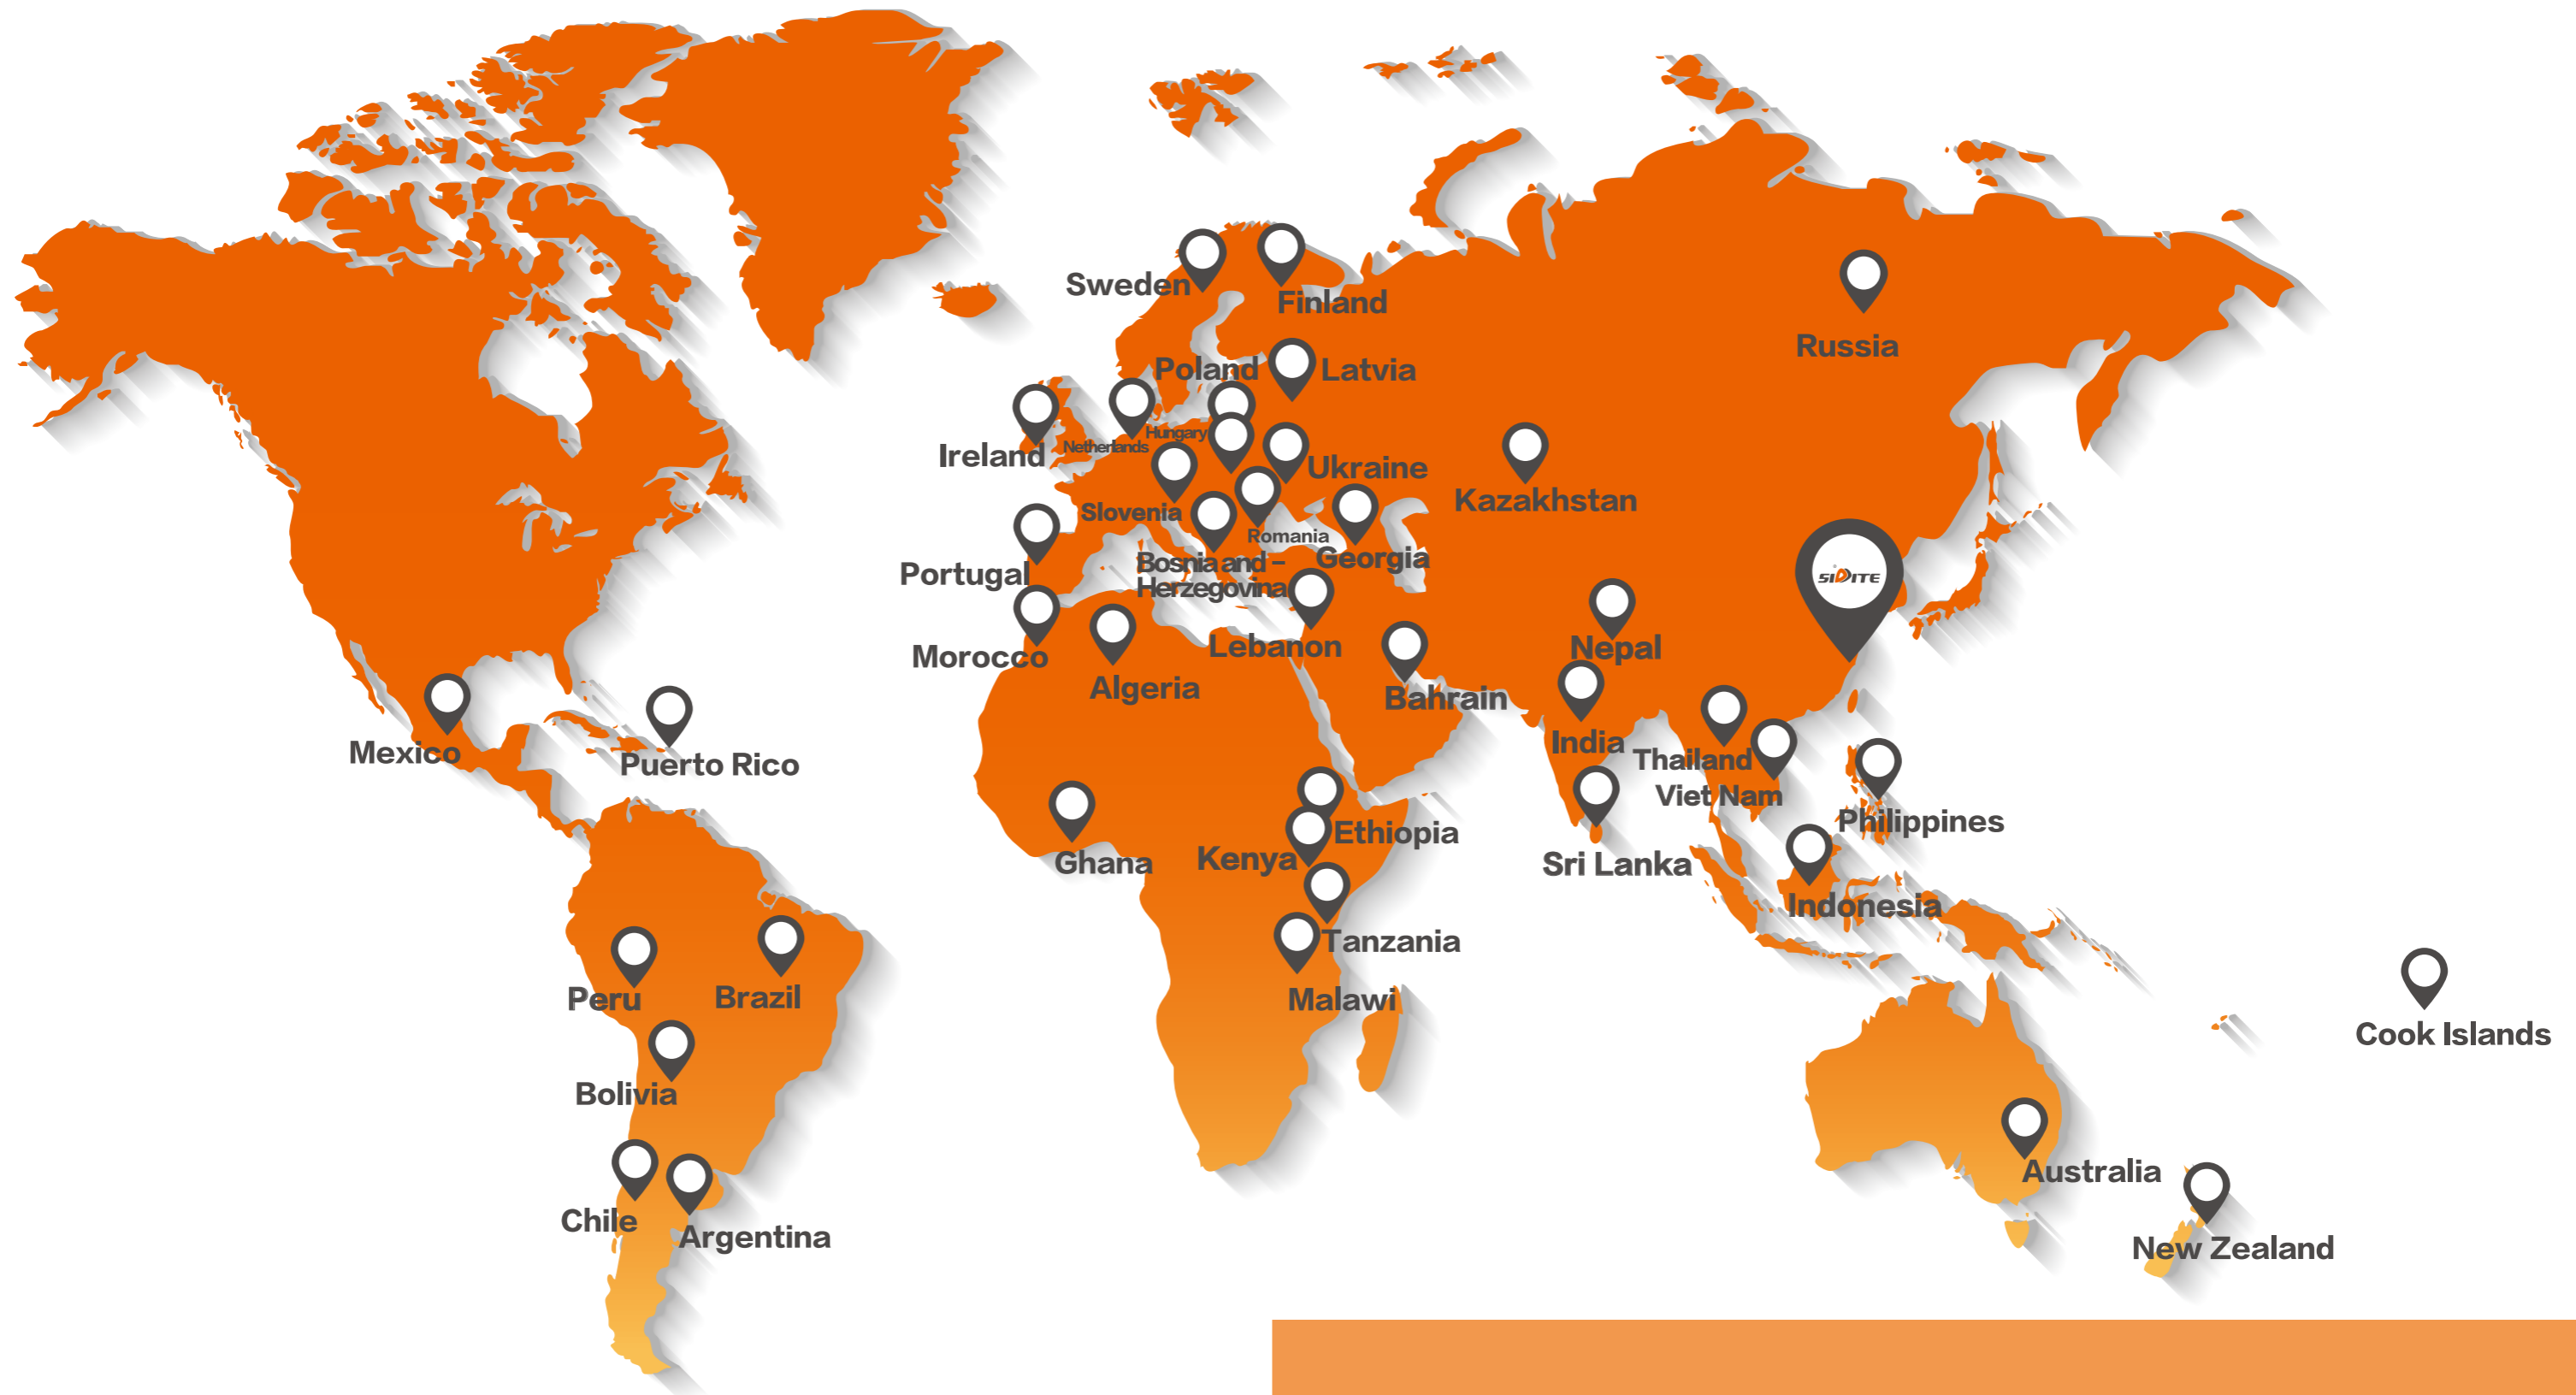 Sweden
Finland
Russia
Poland
Latvia
Ireland
Netherlands
Hungary
Ukraine
Kazakhstan
Slovenia
Romania
Portugal
Bosnia and –
Herzegovina
Georgia
SIDITE
Morocco
Algeria
Lebanon
Bahrain
Nepal
Mexico
Puerto Rico
India
Thailand
Viet Nam
Philippines
Ghana
Kenya
Ethiopia
Sri Lanka
Indonesia
Tanzania
Malawi
Peru
Brazil
Cook Islands
Bolivia
Australia
Chile
Argentina
New Zealand